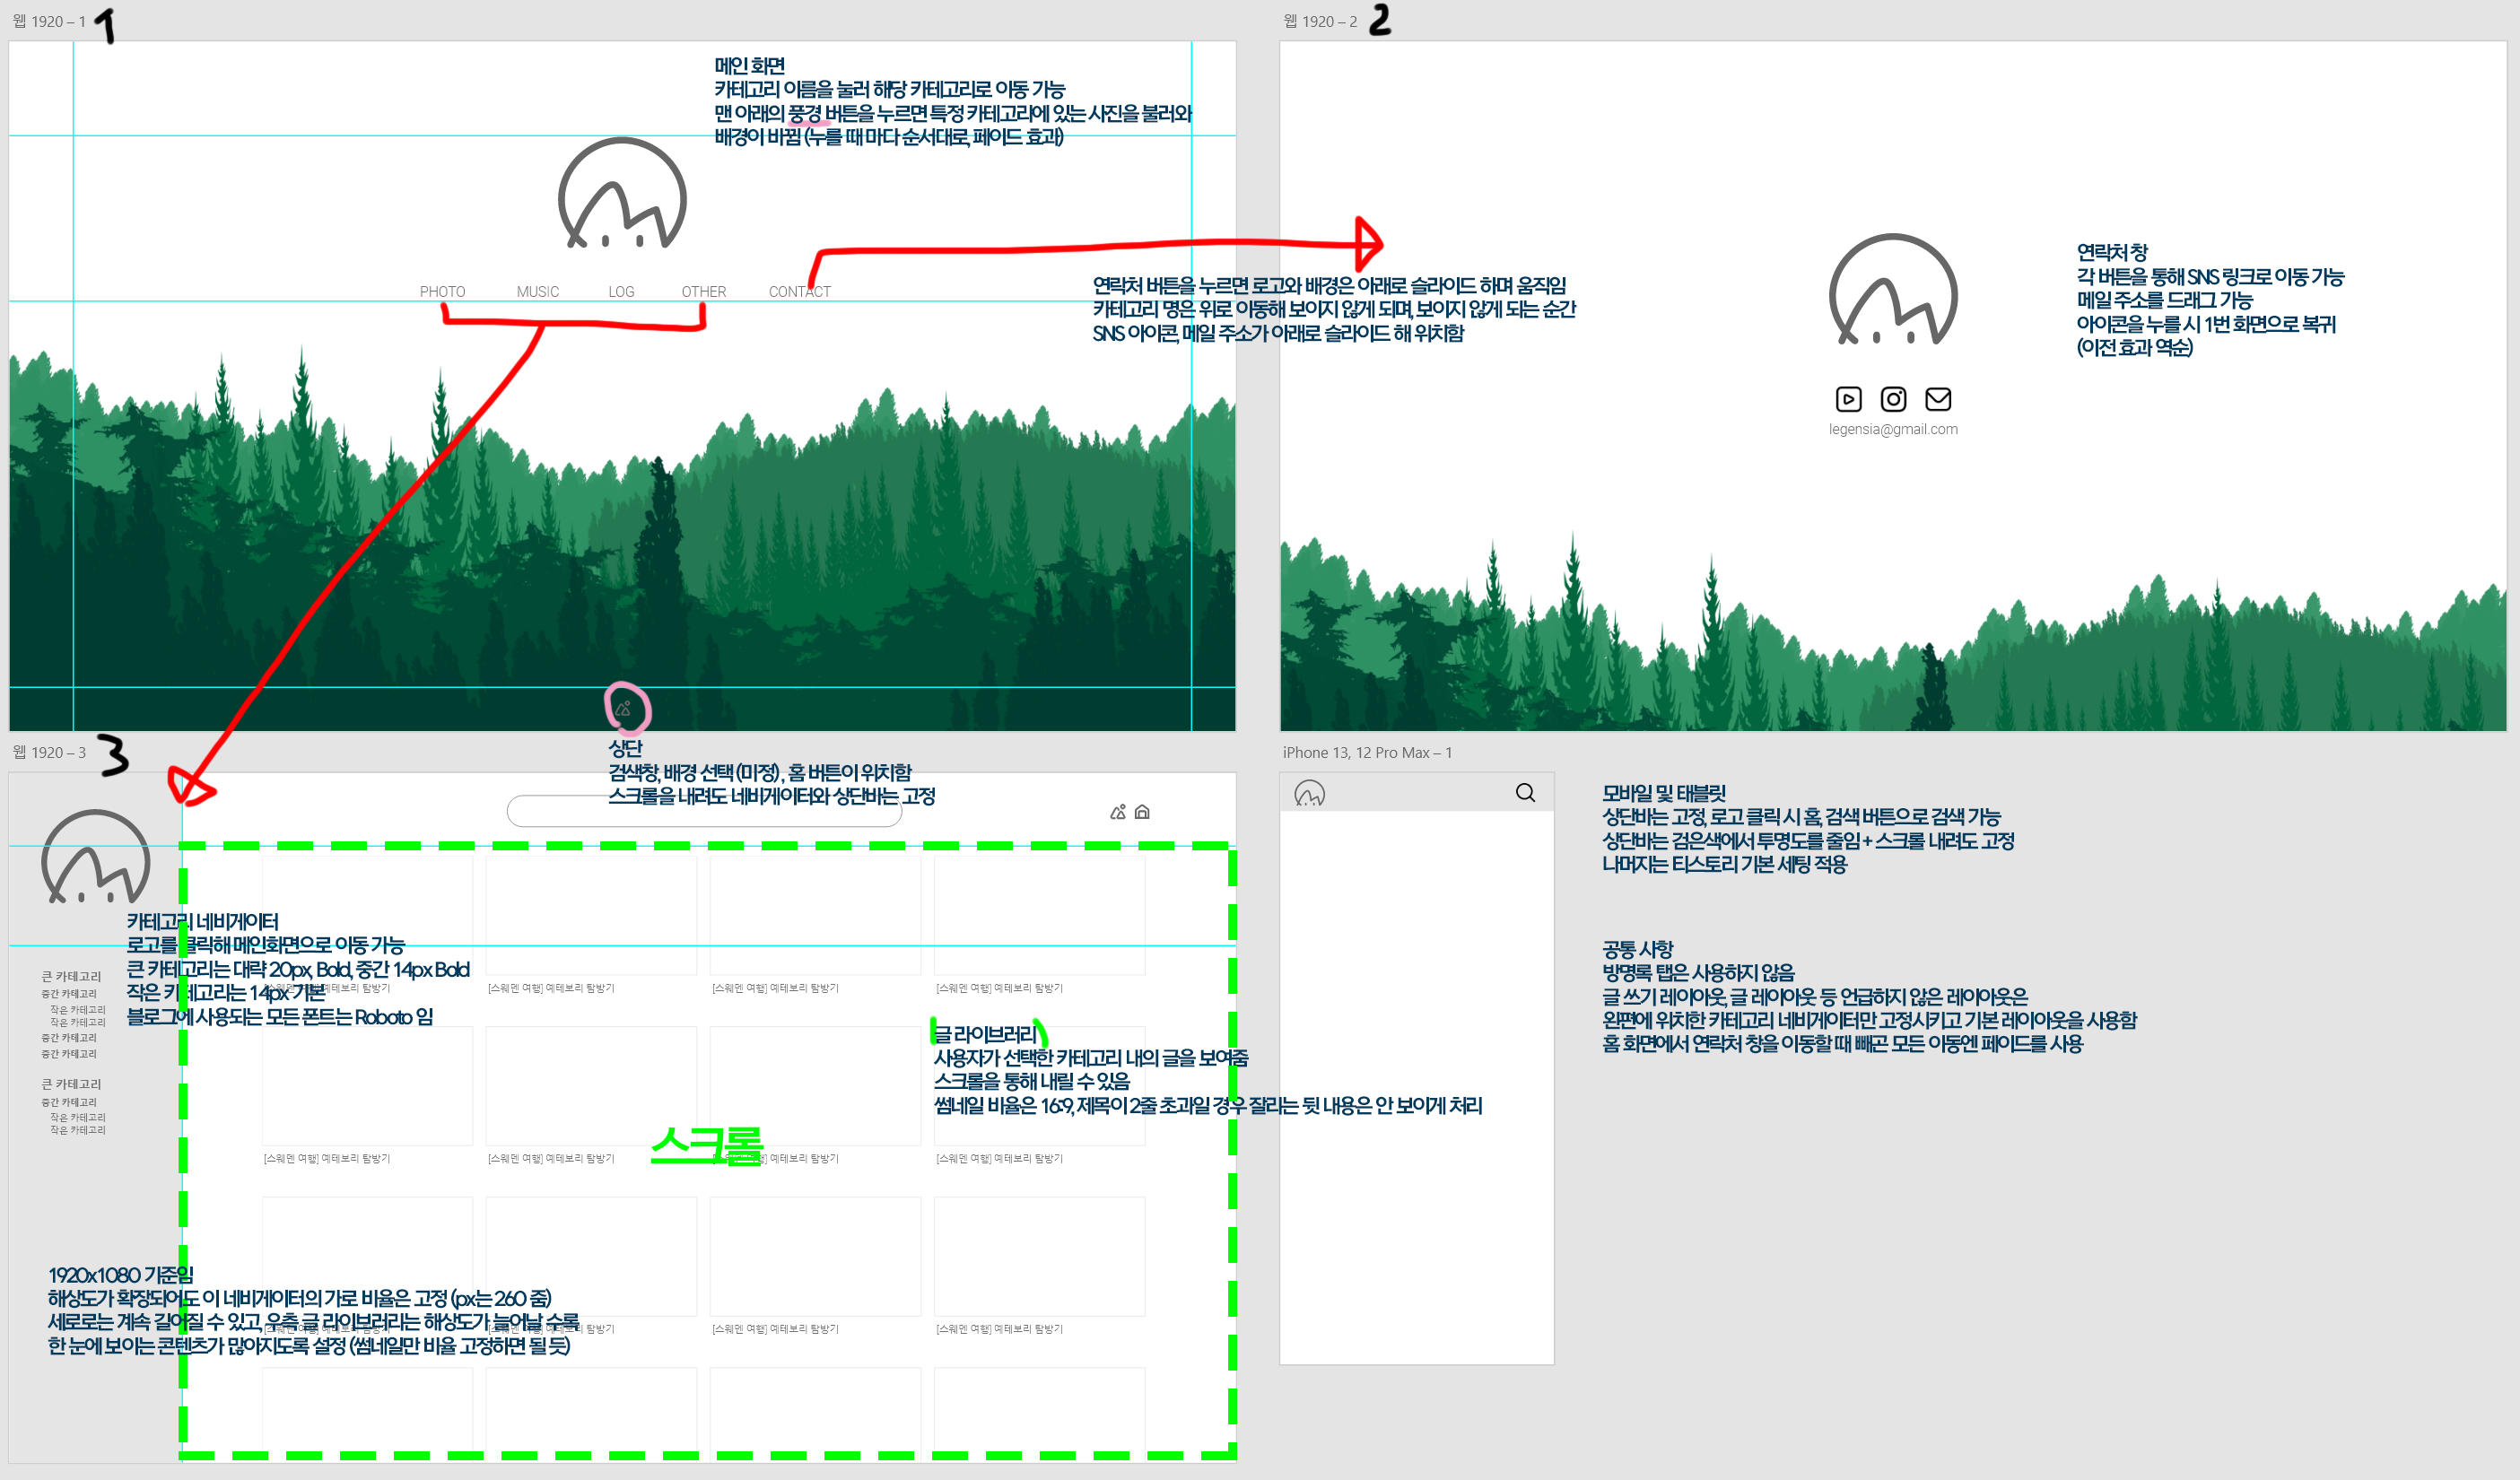 웹 1920 – 1
1
메인 화면
카테고리 이름을 눌러 해당 카테고리로 이동 가능
맨 아래의 풍경 버튼을 누르면 특정 카테고리에 있는 사진을 불러와
배경이 바뀜 (누를 때 마다 순서대로, 페이드 효과)
PHOTO
MUSIC
LOG
OTHER
CONTACT
연락처 버튼을 누르면 로고와 배경은 아래로 슬라이드 하며 움직임
카테고리 명은 위로 이동해 보이지 않게 되며, 보이지 않게 되는 순간
SNS 아이콘, 메일 주소가 아래로 슬라이드 해 위치함
웹 1920 – 2
2
연락처 창
각 버튼을 통해 SNS 링크로 이동 가능
메일 주소를 드래그 가능
아이콘을 누를 시 1번 화면으로 복귀
(이전 효과 역순)
legensia@gmail.com
웹 1920 – 3
3
상단
검색창, 배경 선택 (미정) , 홈 버튼이 위치함
스크롤을 내려도 네비게이터와 상단바는 고정
카테고리 네비게이터
로고를 클릭해 메인화면으로 이동 가능
큰 카테고리는 대략 20px, Bold, 중간 14px Bold
작은 카테고리는 14px 기본
블로그에 사용되는 모든 폰트는 Roboto 임
큰 카테고리
중간 카테고리
작은 카테고리
작은 카테고리
중간 카테고리
중간 카테고리
큰 카테고리
중간 카테고리
작은 카테고리
작은 카테고리
[스웨덴 여행] 예테보리 탐방기
[스웨덴 여행] 예테보리 탐방기
[스웨덴 여행] 예테보리 탐방기
[스웨덴 여행] 예테보리 탐방기
글 라이브러리
사용자가 선택한 카테고리 내의 글을 보여줌
스크롤을 통해 내릴 수 있음
썸네일 비율은 16:9, 제목이 2줄 초과일 경우 잘리는 뒷 내용은 안 보이게 처리
스크롤
[스웨덴 여행] 예테보리 탐방기
[스웨덴 여행] 예테보리 탐방기
[스웨덴 여행] 예테보리 탐방기
[스웨덴 여행] 예테보리 탐방기
1920x1080 기준임
해상도가 확장되어도 이 네비게이터의 가로 비율은 고정 (px는 260 줌)
세로로는 계속 길어질 수 있고, 우측 글 라이브러리는 해상도가 늘어날 수록
한 눈에 보이는 콘텐츠가 많아지도록 설정 (썸네일만 비율 고정하면 될 듯)
[스웨덴 여행] 예테보리 탐방기
[스웨덴 여행] 예테보리 탐방기
[스웨덴 여행] 예테보리 탐방기
[스웨덴 여행] 예테보리 탐방기
iPhone 13, 12 Pro Max – 1
모바일 및 태블릿
상단바는 고정, 로고 클릭 시 홈, 검색 버튼으로 검색 가능
상단바는 검은색에서 투명도를 줄임 + 스크롤 내려도 고정
나머지는 티스토리 기본 세팅 적용
공통 사항
방명록 탭은 사용하지 않음
글 쓰기 레이아웃, 글 레이아웃 등 언급하지 않은 레이아웃은
왼편에 위치한 카테고리 네비게이터만 고정시키고 기본 레이아웃을 사용함
홈 화면에서 연락처 창을 이동할 때 빼곤 모든 이동엔 페이드를 사용